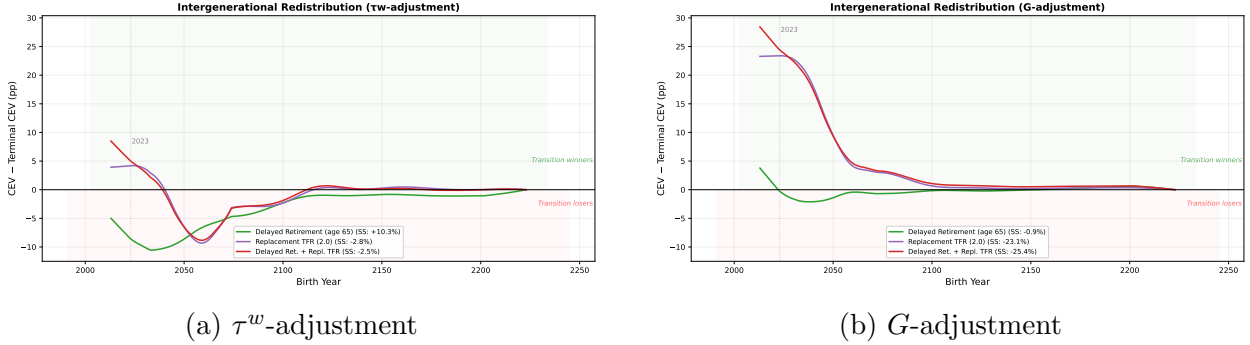 Intergenerational Redistribution (τw-adjustment)
30
25
20
15
10
5
0
−5
−10
CEV − Terminal CEV (pp)
2023
Transition winners
Transition losers
Delayed Retirement (age 65) (SS: +10.3%)
Replacement TFR (2.0) (SS: -2.8%)
Delayed Ret. + Repl. TFR (SS: -2.5%)
2000
2050
2100
2150
2200
2250
Birth Year
(a) τ^w-adjustment
Intergenerational Redistribution (G-adjustment)
30
25
20
15
10
5
0
−5
−10
CEV − Terminal CEV (pp)
2023
Transition winners
Transition losers
Delayed Retirement (age 65) (SS: -0.9%)
Replacement TFR (2.0) (SS: -23.1%)
Delayed Ret. + Repl. TFR (SS: -25.4%)
2000
2050
2100
2150
2200
2250
Birth Year
(b) G-adjustment